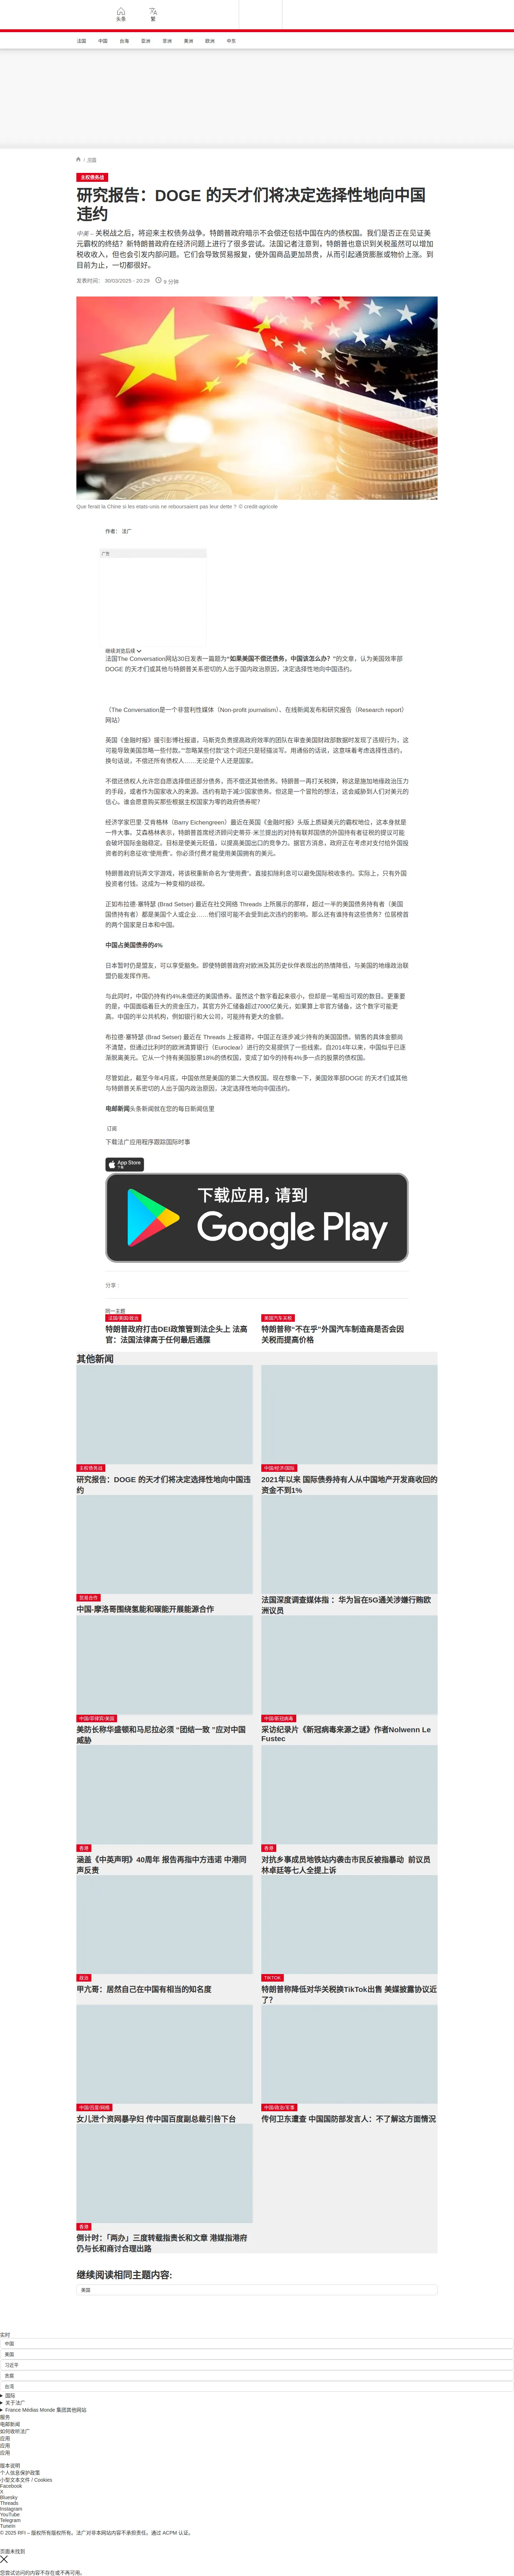 头条
繁
法国
中国
台湾
亚洲
非洲
美洲
欧洲
中东
/ 中国
主权债务战
研究报告：DOGE 的天才们将决定选择性地向中国
违约
中美 – 关税战之后，将迎来主权债务战争。特朗普政府暗示不会偿还包括中国在内的债权国。我们是否正在见证美
元霸权的终结？新特朗普政府在经济问题上进行了很多尝试。法国记者注意到，特朗普也意识到关税虽然可以增加
税收收入，但也会引发内部问题。它们会导致贸易报复，使外国商品更加昂贵，从而引起通货膨胀或物价上涨。到
目前为止，一切都很好。
发表时间： 30/03/2025 - 20:29
9 分钟
Que ferait la Chine si les etats-unis ne reboursaient pas leur dette ? © credit-agricole
作者： 法广
广告
继续浏览后续
法国The Conversation网站30日发表一篇题为“如果美国不偿还债务，中国该怎么办？”的文章，认为美国效率部
DOGE 的天才们或其他与特朗普关系密切的人出于国内政治原因，决定选择性地向中国违约。
（The Conversation是一个非营利性媒体（Non-profit journalism）、在线新闻发布和研究报告（Research report）
网站）
英国《金融时报》援引彭博社报道，马斯克负责提高政府效率的团队在审查美国财政部数据时发现了违规行为，这
可能导致美国忽略一些付款。“忽略某些付款”这个词还只是轻描淡写。用通俗的话说，这意味着考虑选择性违约。
换句话说，不偿还所有债权人……无论是个人还是国家。
不偿还债权人允许您自愿选择偿还部分债务，而不偿还其他债务。特朗普一再打关税牌，称这是施加地缘政治压力
的手段，或者作为国家收入的来源。违约有助于减少国家债务。但这是一个冒险的想法，这会威胁到人们对美元的
信心。谁会愿意购买那些根据主权国家为零的政府债券呢?
经济学家巴里·艾肯格林（Barry Eichengreen）最近在英国《金融时报》头版上质疑美元的霸权地位，这本身就是
一件大事。艾森格林表示，特朗普首席经济顾问史蒂芬·米兰提出的对持有联邦国债的外国持有者征税的提议可能
会破坏国际金融稳定。目标是使美元贬值，以提高美国出口的竞争力。据官方消息，政府正在考虑对支付给外国投
资者的利息征收“使用费”。你必须付费才能使用美国拥有的美元。
特朗普政府玩弄文字游戏，将该税重新命名为“使用费”。直接扣除利息可以避免国际税收条约。实际上，只有外国
投资者付钱。这成为一种变相的歧视。
正如布拉德·塞特瑟 (Brad Setser) 最近在社交网络 Threads 上所展示的那样，超过一半的美国债务持有者（美国
国债持有者）都是美国个人或企业……他们很可能不会受到此次违约的影响。那么还有谁持有这些债务？位居榜首
的两个国家是日本和中国。
中国占美国债券的4%
日本暂时仍是盟友，可以享受豁免。即使特朗普政府对欧洲及其历史伙伴表现出的热情降低，与美国的地缘政治联
盟仍能发挥作用。
与此同时，中国仍持有约4%未偿还的美国债券。虽然这个数字看起来很小，但却是一笔相当可观的数目。更重要
的是，中国面临着巨大的资金压力，其官方外汇储备超过7000亿美元，如果算上非官方储备，这个数字可能更
高。中国的半公共机构，例如银行和大公司，可能持有更大的金额。
布拉德·塞特瑟 (Brad Setser) 最近在 Threads 上报道称，中国正在逐步减少持有的美国国债。销售的具体金额尚
不清楚，但通过比利时的欧洲清算银行（Euroclear）进行的交易提供了一些线索。自2014年以来，中国似乎已逐
渐脱离美元。它从一个持有美国股票18%的债权国，变成了如今的持有4%多一点的股票的债权国。
尽管如此，截至今年4月底，中国依然是美国的第二大债权国。现在想象一下，美国效率部DOGE 的天才们或其他
与特朗普关系密切的人出于国内政治原因，决定选择性地向中国违约。
电邮新闻头条新闻就在您的每日新闻信里
订阅
下载法广应用程序跟踪国际时事
App Store
下载
下载应用，请到
Google Play
分享 :
同一主题
法国/美国/政治
特朗普政府打击DEI政策管到法企头上 法高
官：法国法律高于任何最后通牒
美国汽车关税
特朗普称“不在乎”外国汽车制造商是否会因
关税而提高价格
其他新闻
主权债务战
研究报告：DOGE 的天才们将决定选择性地向中国违
约
中国/经济/国际
2021年以来 国际债券持有人从中国地产开发商收回的
资金不到1%
贸易合作
中国-摩洛哥围绕氢能和碳能开展能源合作
法国深度调查媒体指 ：华为旨在5G通关涉嫌行贿欧
洲议员
中国/菲律宾/美国
美防长称华盛顿和马尼拉必须 “团结一致 ”应对中国
威胁
中国/新冠病毒
采访纪录片《新冠病毒来源之谜》作者Nolwenn Le
Fustec
香港
涵盖《中英声明》40周年 报告再指中方违诺 中港同
声反责
香港
对抗乡事成员地铁站内袭击市民反被指暴动 前议员
林卓廷等七人全提上诉
政治
甲亢哥：居然自己在中国有相当的知名度
TIKTOK
特朗普称降低对华关税换TikTok出售 美媒披露协议近
了?
中国/百度/网络
女儿泄个资网暴孕妇 传中国百度副总裁引咎下台
中国/政治/军事
传何卫东遭查 中国国防部发言人：不了解这方面情况
香港
倒计时：「两办」三度转载指责长和文章 港媒指港府
仍与长和商讨合理出路
继续阅读相同主题内容:
美国
实时
中国
美国
习近平
贪腐
台湾
国际
关于法广
France Médias Monde 集团其他网站
服务
电邮新闻
如何收听法广
应用
应用
应用
版本说明
个人信息保护政策
小型文本文件 / Cookies
Facebook
X
Bluesky
Threads
Instagram
YouTube
Telegram
TuneIn
© 2025 RFI – 版权所有版权所有。法广对非本网站内容不承担责任。通过 ACPM 认证。
页面未找到
您尝试访问的内容不存在或不再可用。